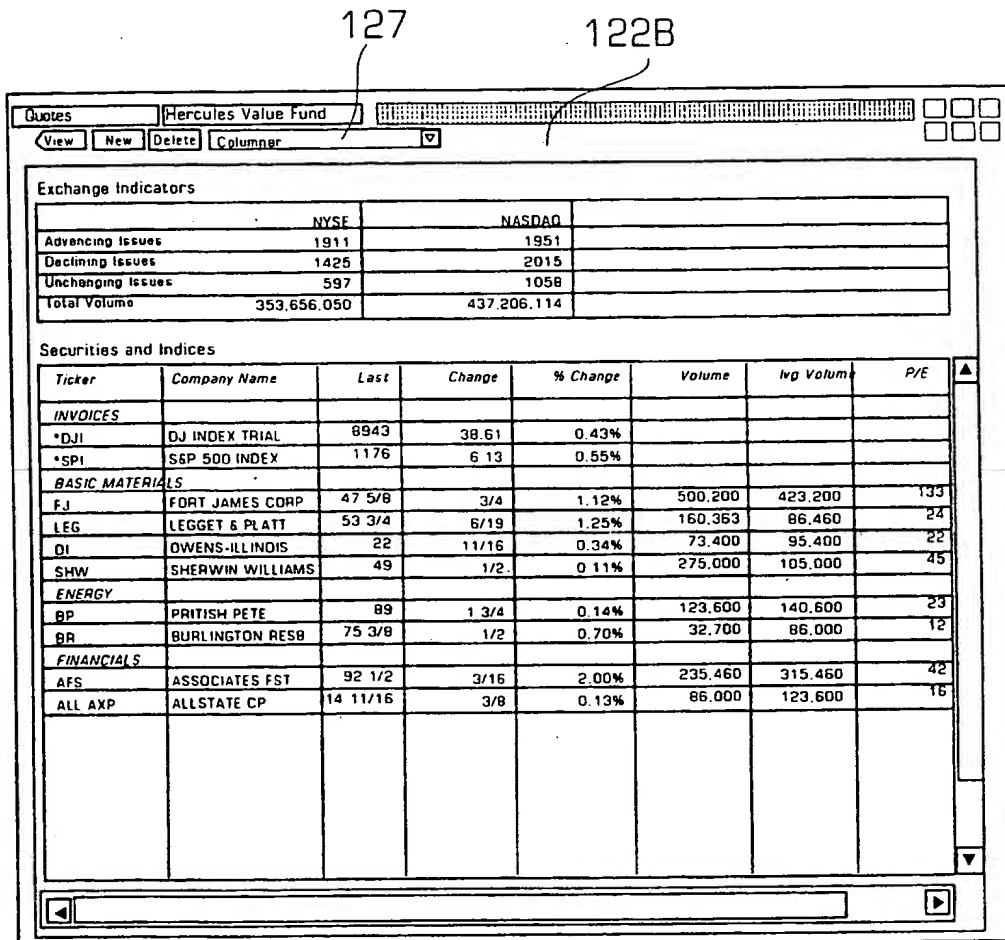 127 122B
Quotes Hercules Value Fund
View New Delete Columner
Exchange Indicators
NYSE NASDAQ
Advancing Issues 1911 1951
Declining Issues 1425 2015
Unchanging Issues 597 1058
Total Volume 353,656,050 437,206,114
Securities and Indices
Ticker Company Name Last Change % Change Volume Ivg Volume P/E
INVOICES
*DJI DJ INDEX TRIAL 8943 38.61 0.43%
*SPI S&P 500 INDEX 1176 6 13 0.55%
BASIC MATERIALS
FJ FORT JAMES CORP 47 5/8 3/4 1.12% 500,200 423,200 133
LEG LEGGET & PLATT 53 3/4 6/19 1.25% 160,363 86,460 24
OI OWENS-ILLINOIS 22 11/16 0.34% 73,400 95,400 22
SHW SHERWIN WILLIAMS 49 1/2 0 11% 275,000 105,000 45
ENERGY
BP PRITISH PETE 89 1 3/4 0.14% 123,600 140,600 23
BR BURLINGTON RESB 75 3/8 1/2 0.70% 32,700 86,000 12
FINANCIALS
AFS ASSOCIATES FST 92 1/2 3/16 2.00% 235,460 315,460 42
ALL AXP ALLSTATE CP 14 11/16 3/8 0.13% 86,000 123,600 16